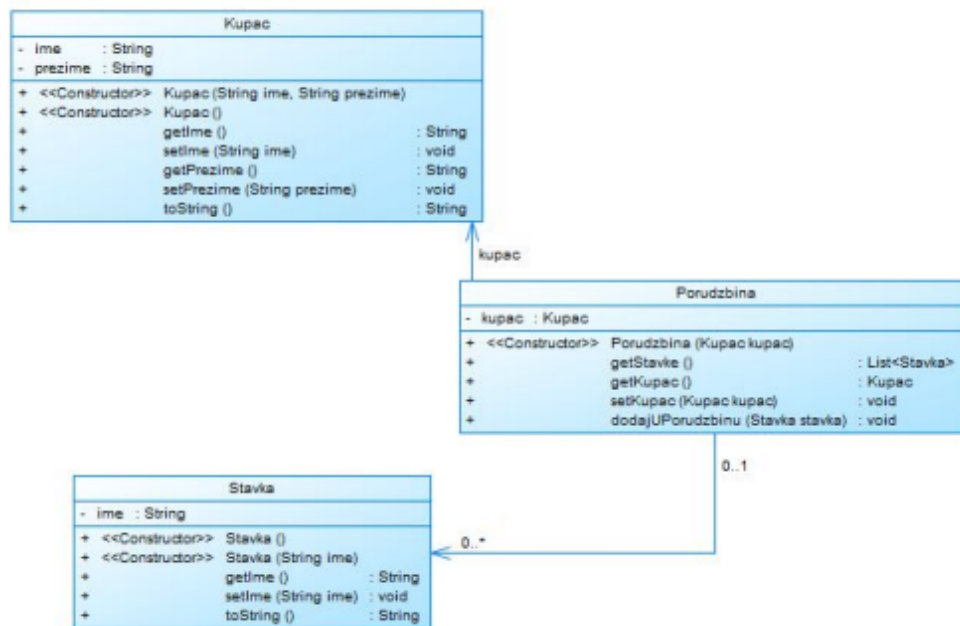 Kupac
- ime : String
- prezime : String
+ <<Constructor>> Kupac (String ime, String prezime)
+ <<Constructor>> Kupac ()
+ getIme () : String
+ setIme (String ime) : void
+ getPrezime () : String
+ setPrezime (String prezime) : void
+ toString () : String
kupac
Porudzbina
- kupac : Kupac
+ <<Constructor>> Porudzbina (Kupac kupac)
+ getStavke () : List<Stavka>
+ getKupac () : Kupac
+ setKupac (Kupac kupac) : void
+ dodajUPorudzbinu (Stavka stavka) : void
0..1
0..*
Stavka
- ime : String
+ <<Constructor>> Stavka ()
+ <<Constructor>> Stavka (String ime)
+ getIme () : String
+ setIme (String ime) : void
+ toString () : String